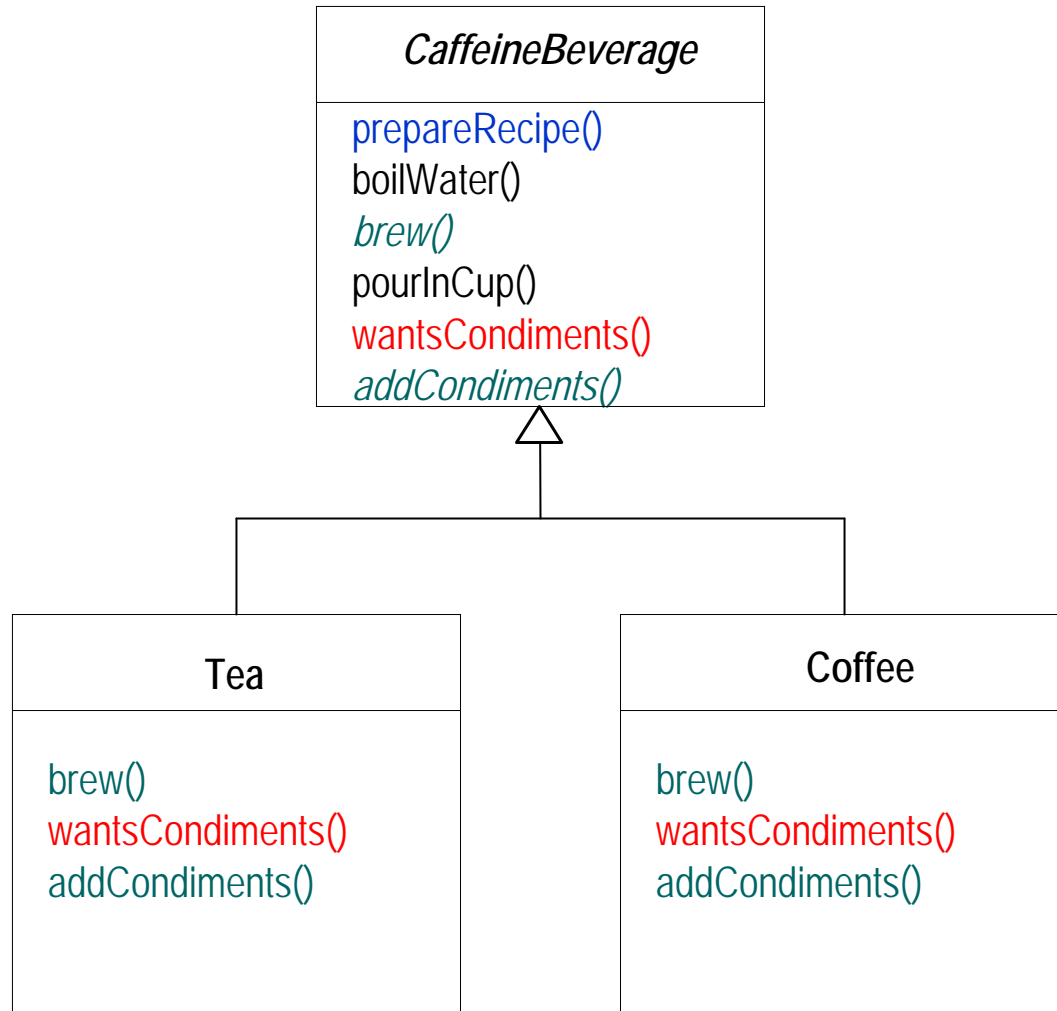 CaffeineBeverage
prepareRecipe()
boilWater()
brew()
pourInCup()
wantsCondiments()
addCondiments()
Tea
brew()
wantsCondiments()
addCondiments()
Coffee
brew()
wantsCondiments()
addCondiments()